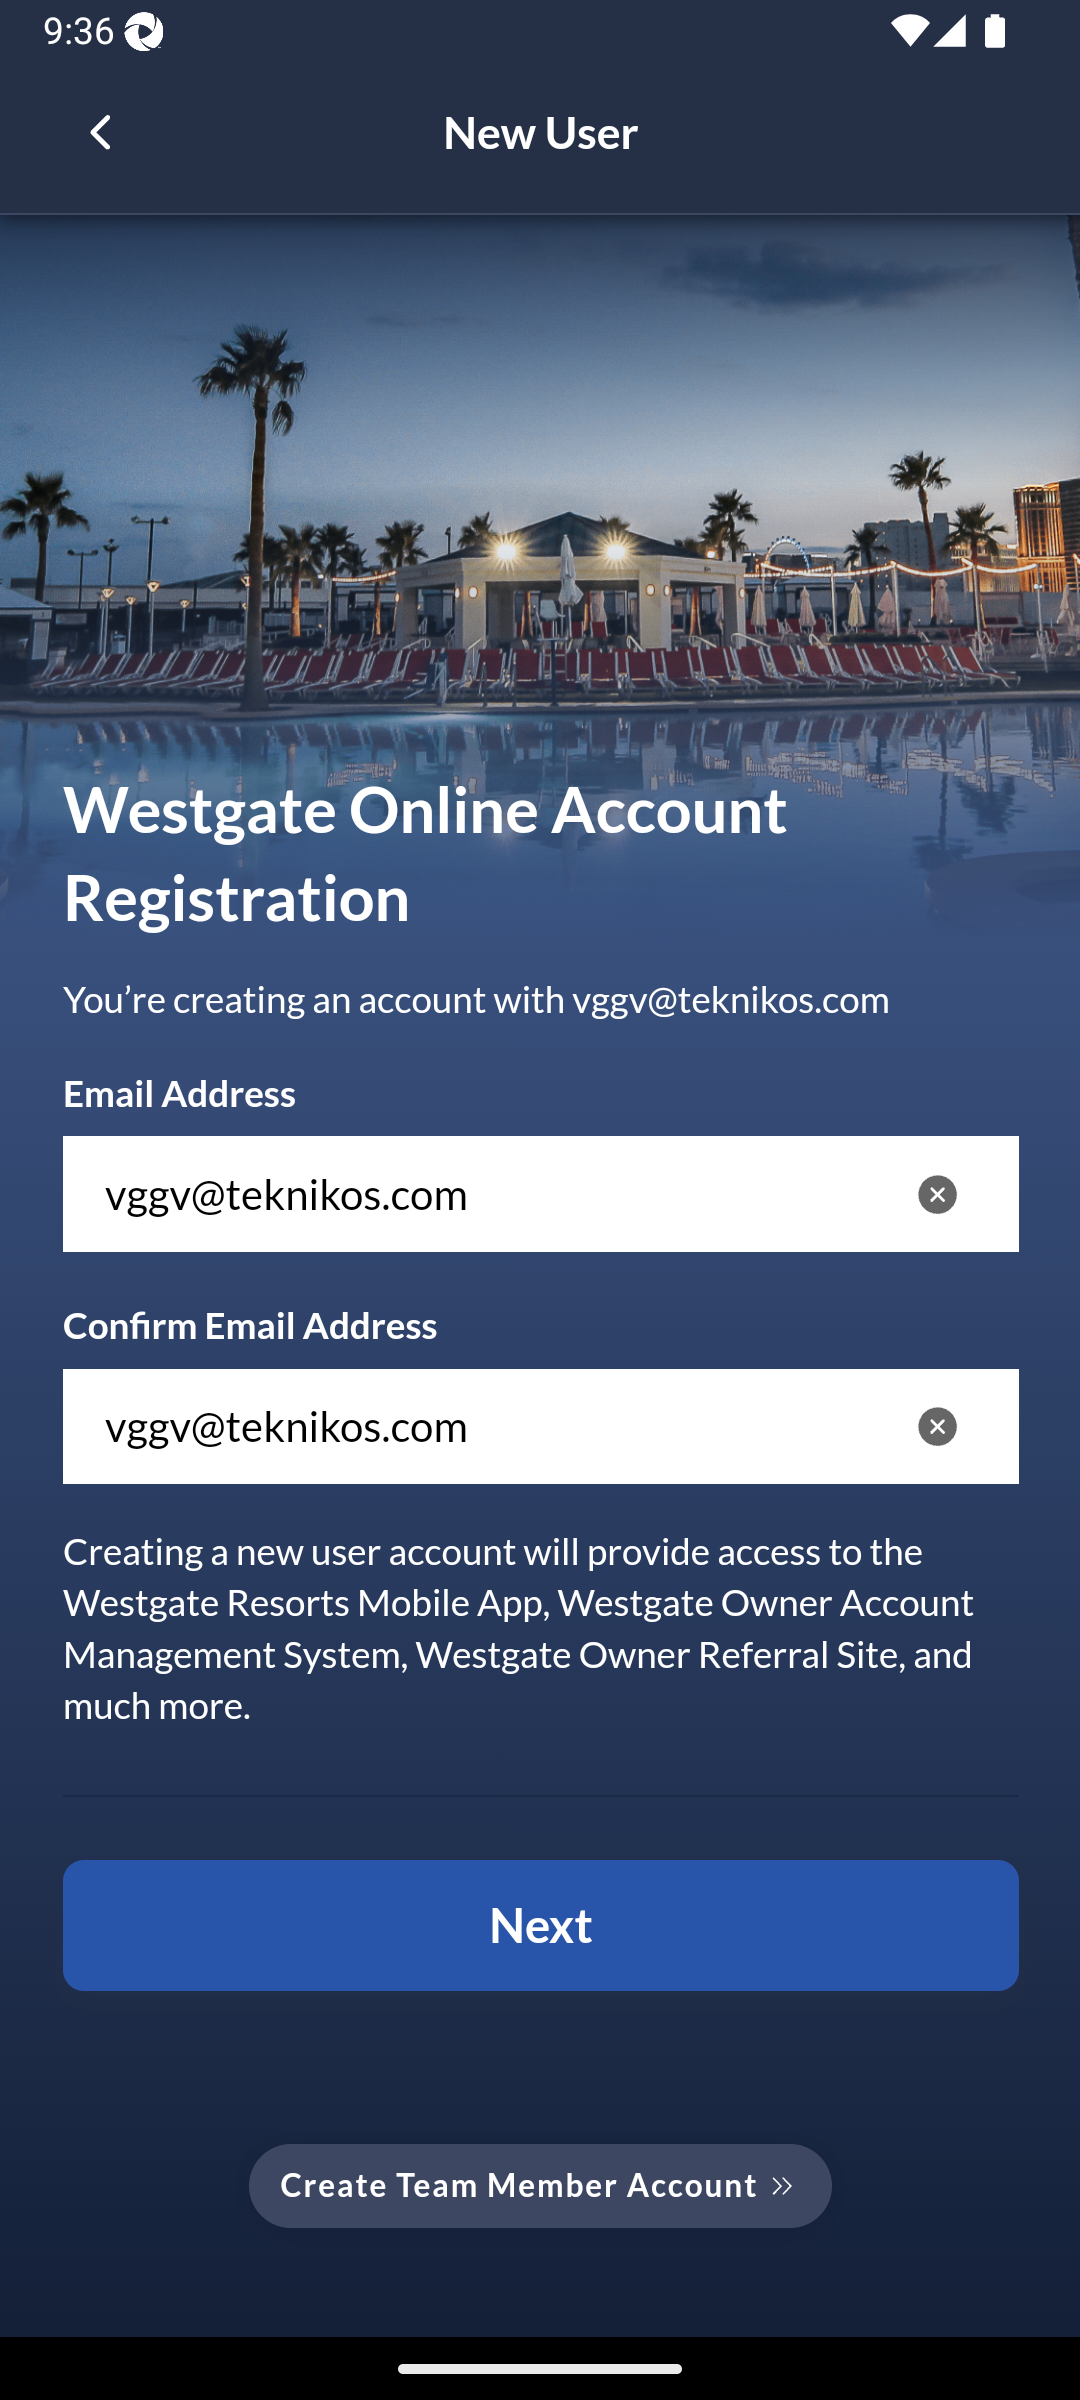 9:36
New User
Westgate Online Account
Registration
You’re creating an account with vggv@teknikos.com
Email Address
vggv@teknikos.com
Confirm Email Address
vggv@teknikos.com
Creating a new user account will provide access to the
Westgate Resorts Mobile App, Westgate Owner Account
Management System, Westgate Owner Referral Site, and
much more.
Next
Create Team Member Account